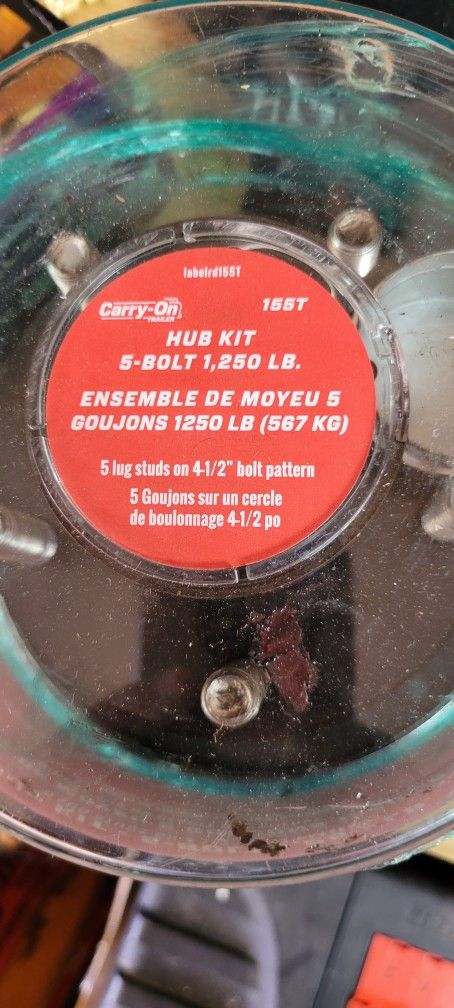 labelrd155T
Carry-On
TRAILER
155T
HUB KIT
5-BOLT 1,250 LB.
ENSEMBLE DE MOYEU 5
GOUJONS 1250 LB (567 KG)
5 lug studs on 4-1/2" bolt pattern
5 Goujons sur un cercle
de boulonnage 4-1/2 po